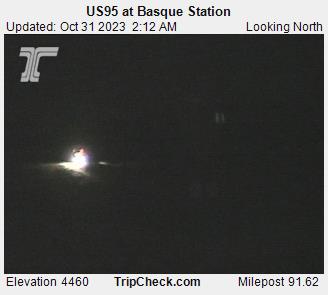 US95 at Basque Station
Updated: Oct 31 2023 2:12 AM Looking North
Elevation 4460 TripCheck.com Milepost 91.62